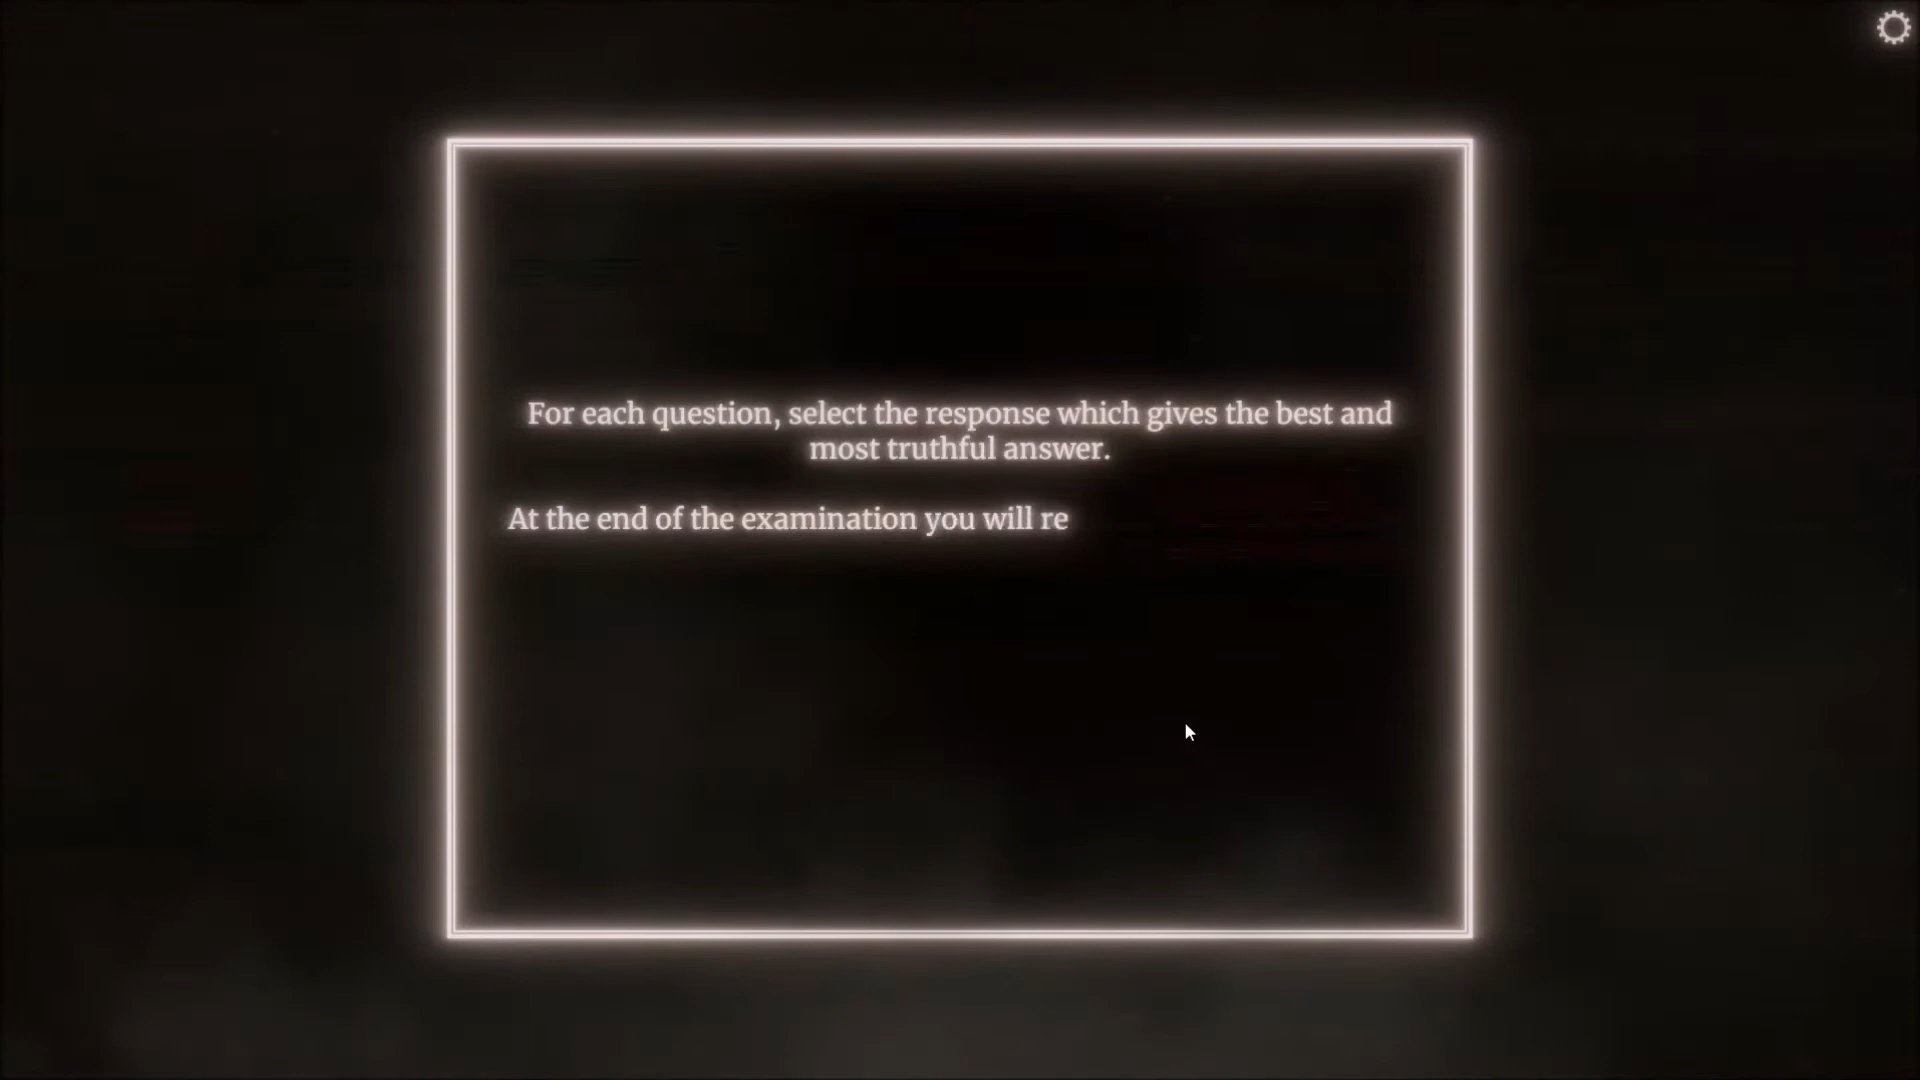 For each question, select the response which gives the best and
most truthful answer.
At the end of the examination you will re